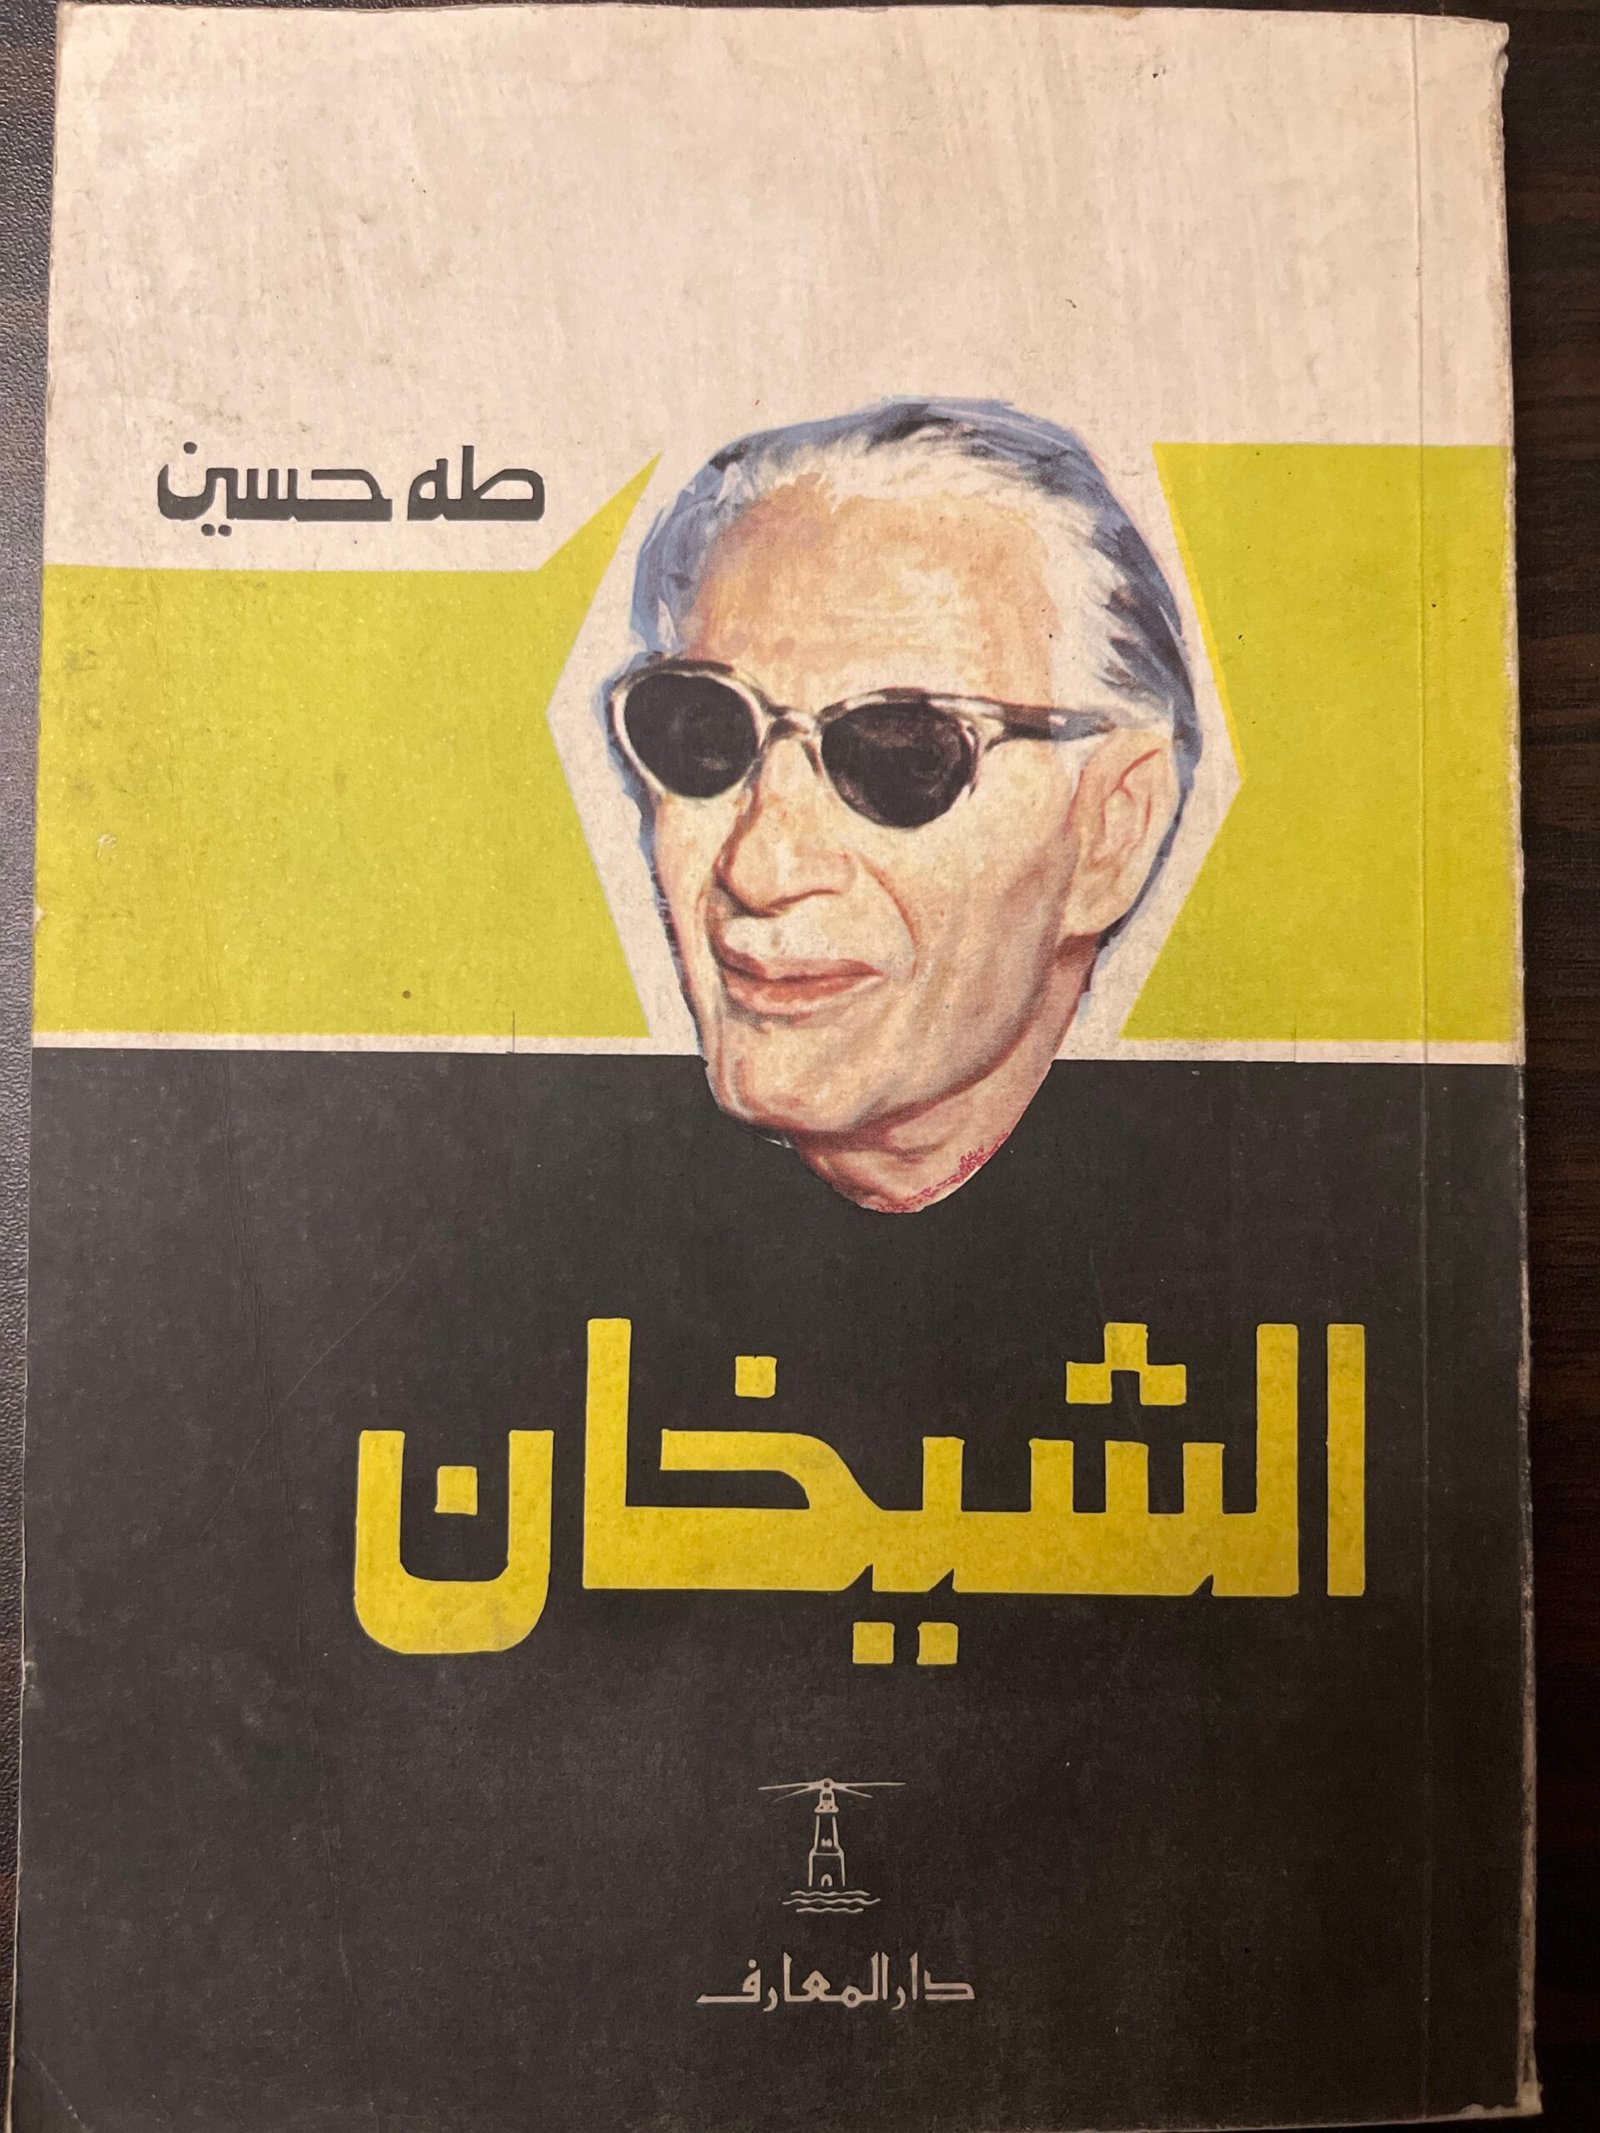 طه حسين
الشيخان
دار المعارف